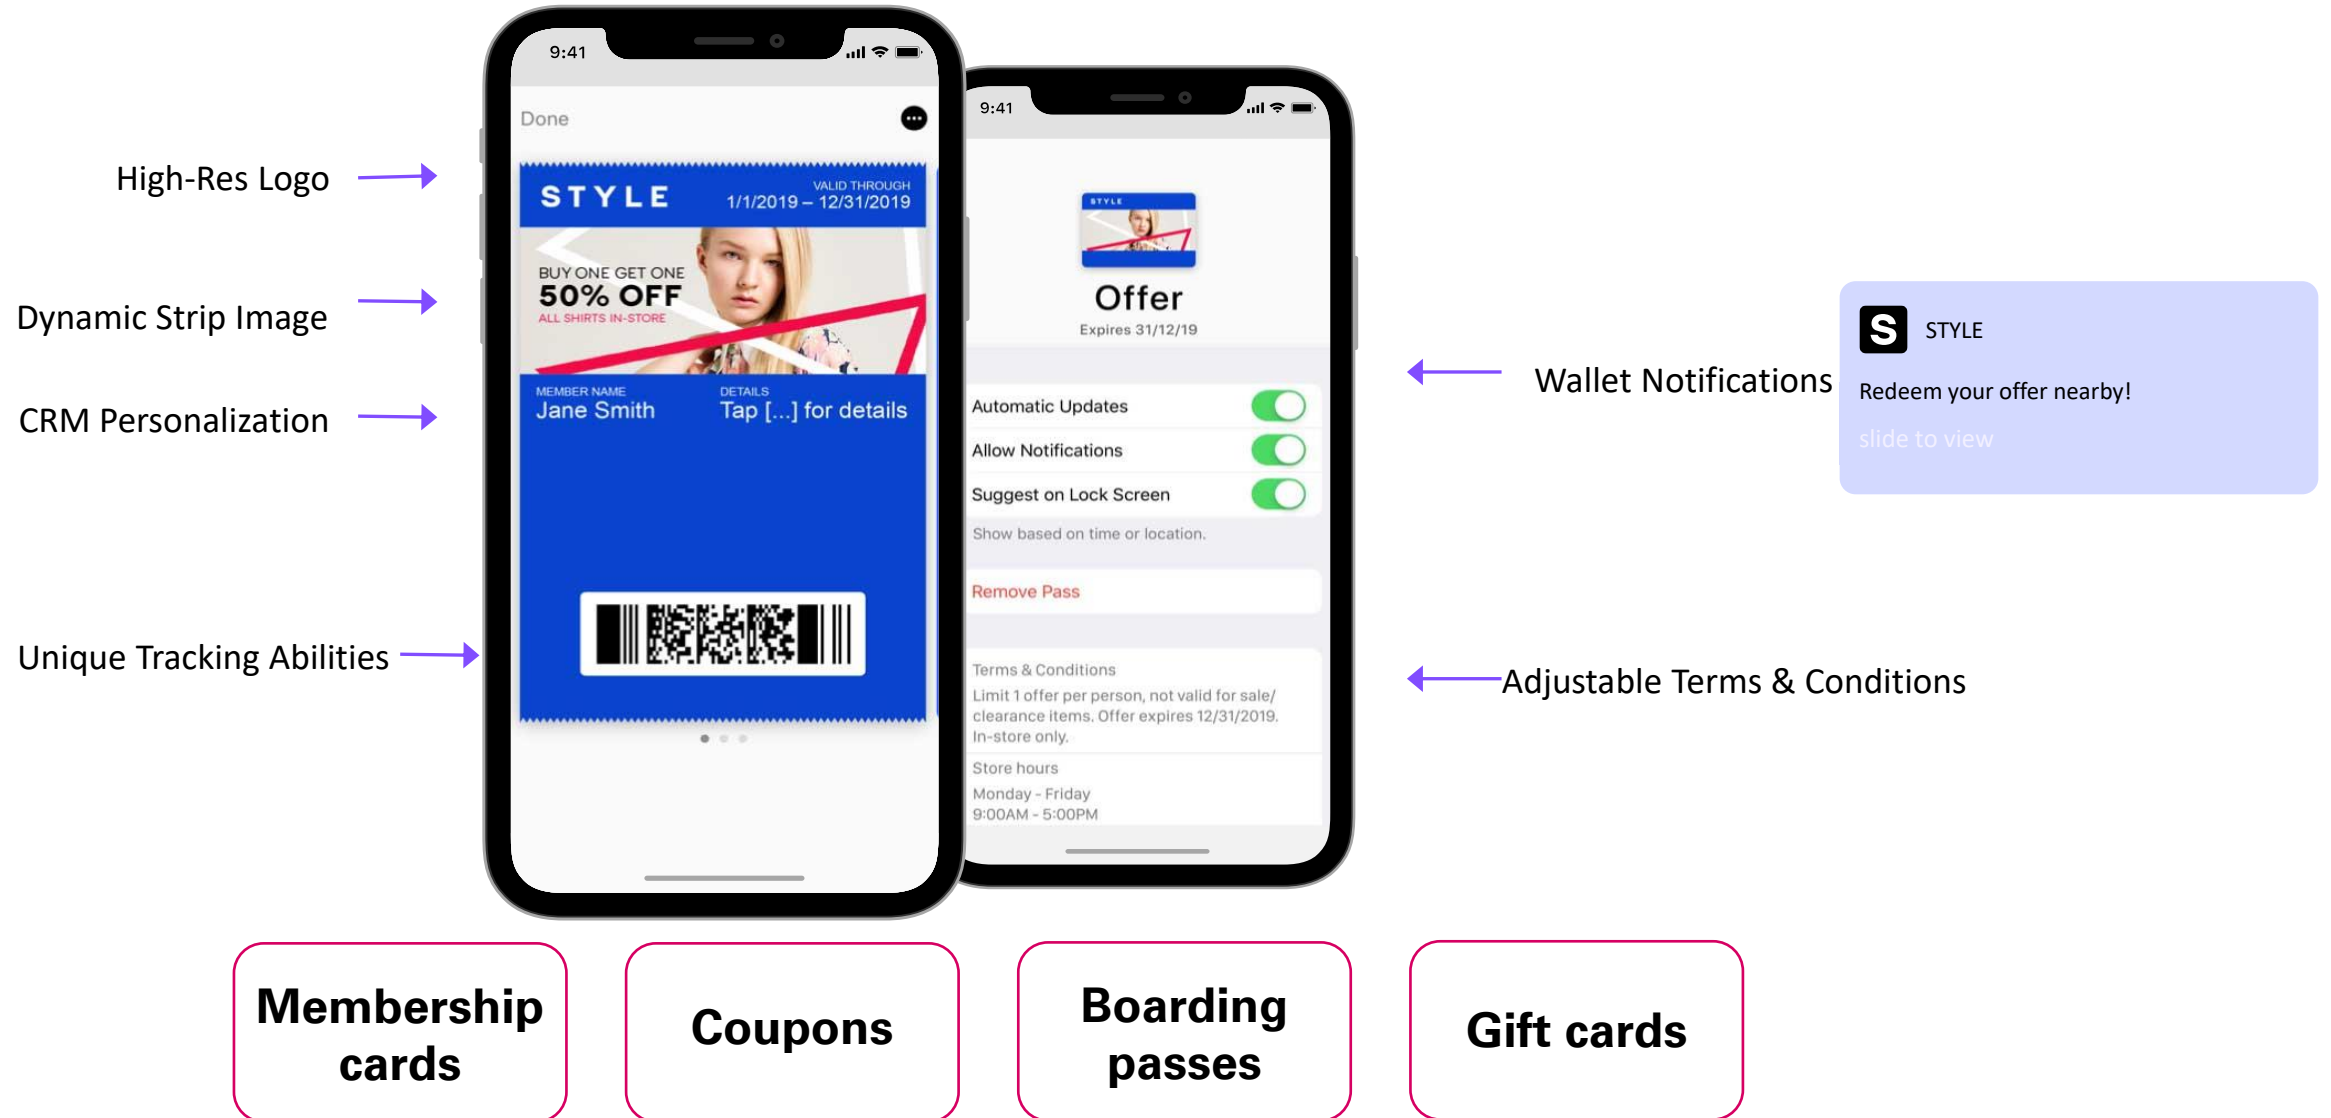 High-Res Logo
Dynamic Strip Image
CRM Personalization
Unique Tracking Abilities
9:41
Done
STYLE
VALID THROUGH
1/1/2019 – 12/31/2019
BUY ONE GET ONE
50% OFF
ALL SHIRTS IN-STORE
MEMBER NAME
Jane Smith
DETAILS
Tap [...] for details
9:41
STYLE
Offer
Expires 31/12/19
Automatic Updates
Allow Notifications
Suggest on Lock Screen
Show based on time or location.
Remove Pass
Terms & Conditions
Limit 1 offer per person, not valid for sale/
clearance items. Offer expires 12/31/2019.
In-store only.
Store hours
Monday - Friday
9:00AM - 5:00PM
Wallet Notifications
S
STYLE
Redeem your offer nearby!
slide to view
Adjustable Terms & Conditions
Membership
cards
Coupons
Boarding
passes
Gift cards